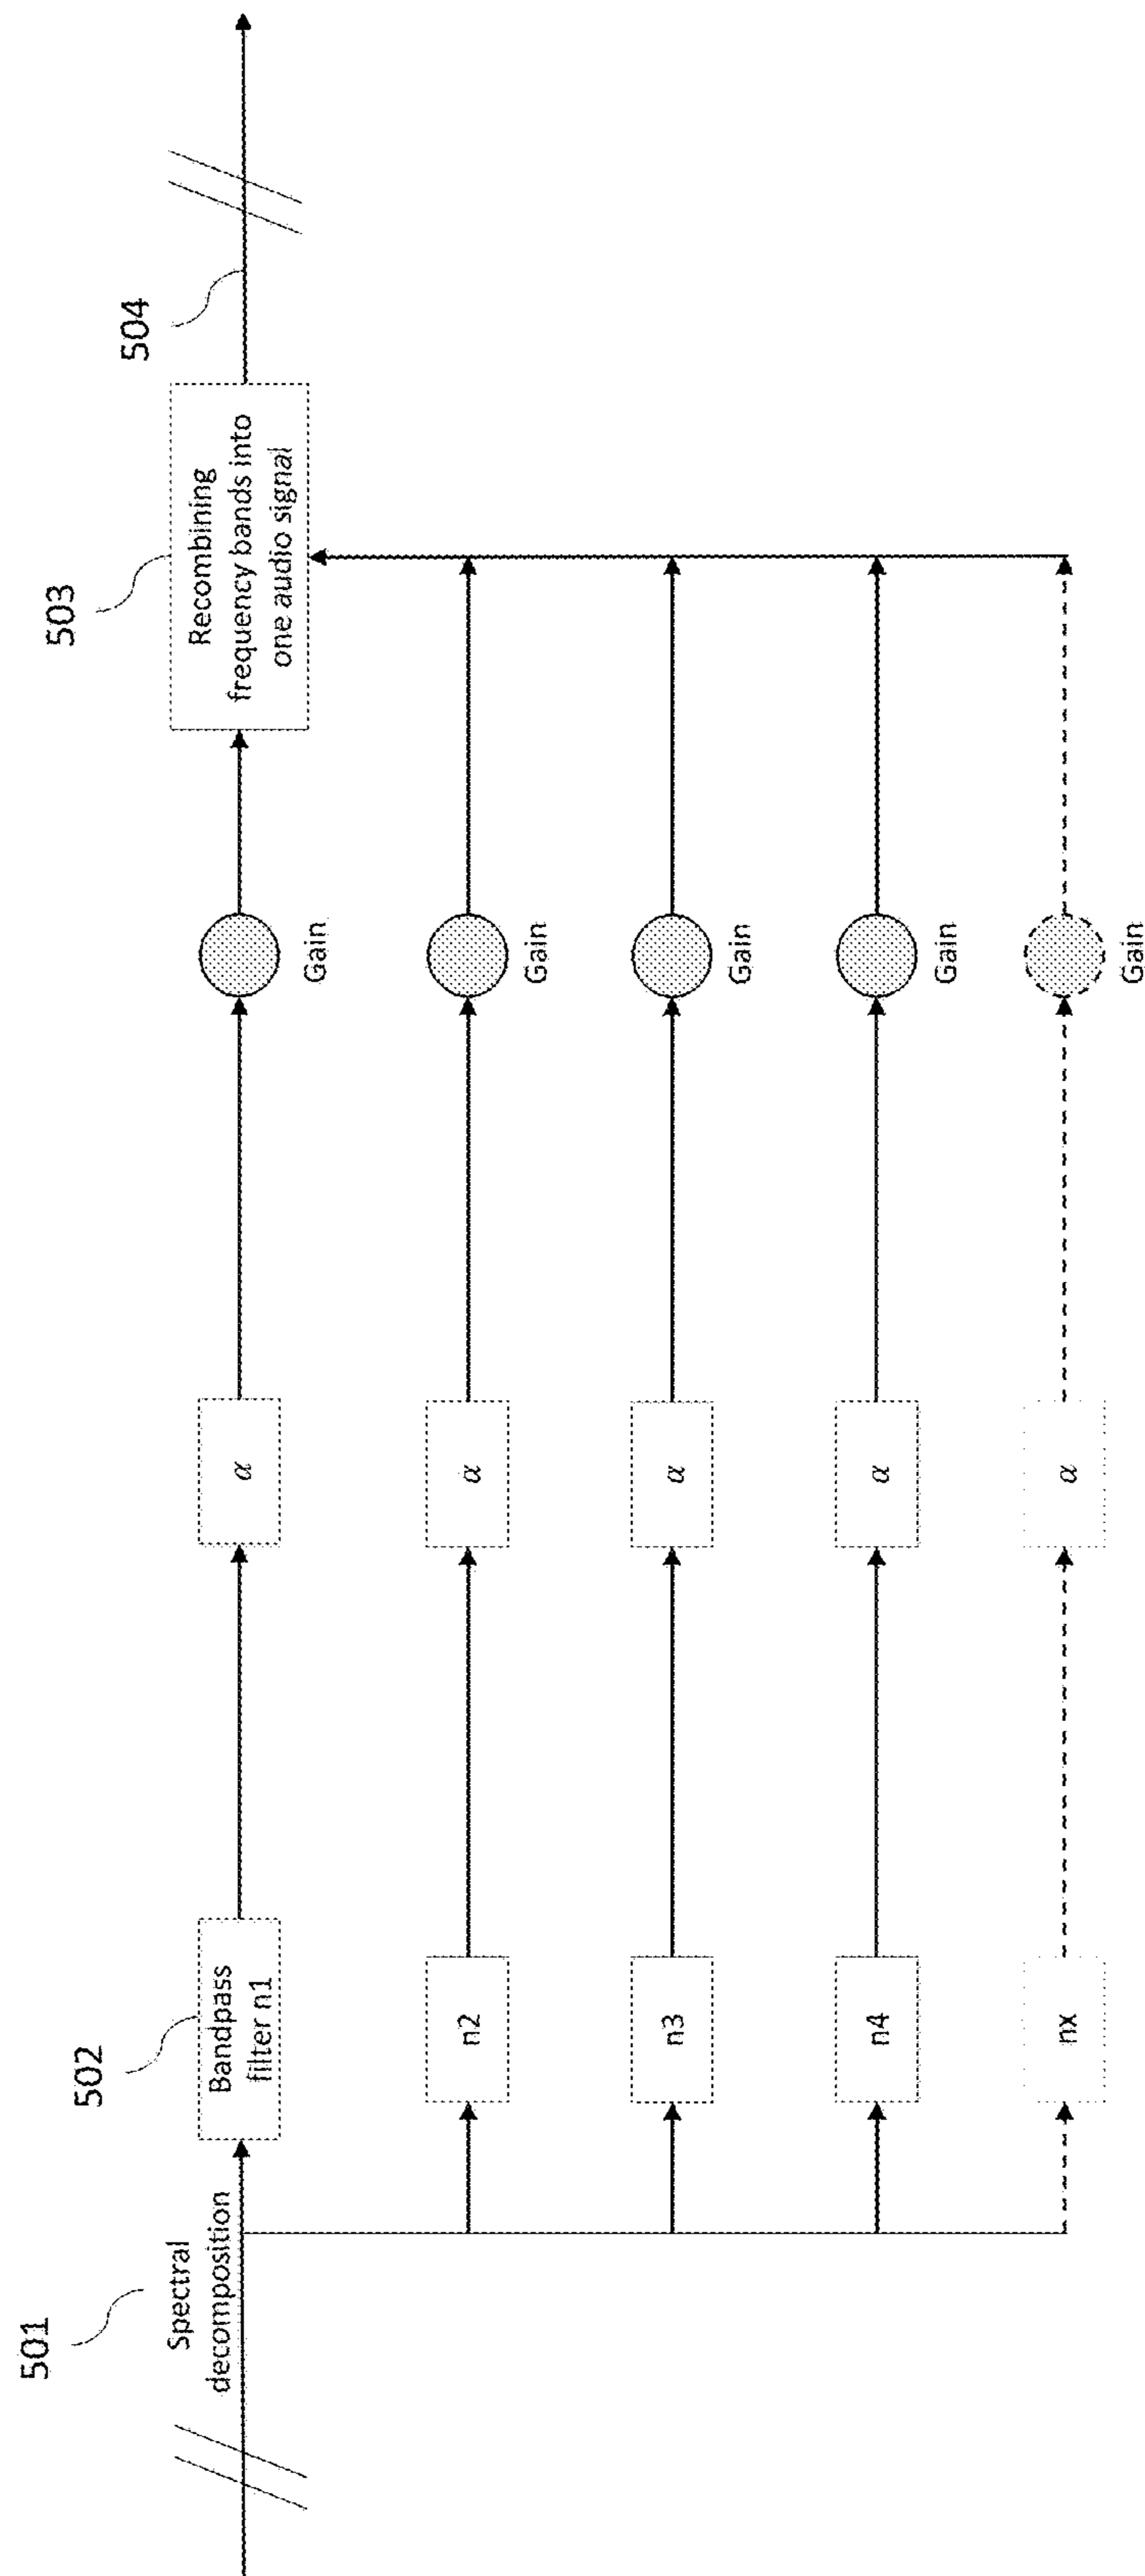 501
Spectral
decomposition
502
Bandpass
filter n1
α
Gain
503
Recombining
frequency bands into
one audio signal
504
n2
α
Gain
n3
α
Gain
n4
α
Gain
nx
α
Gain